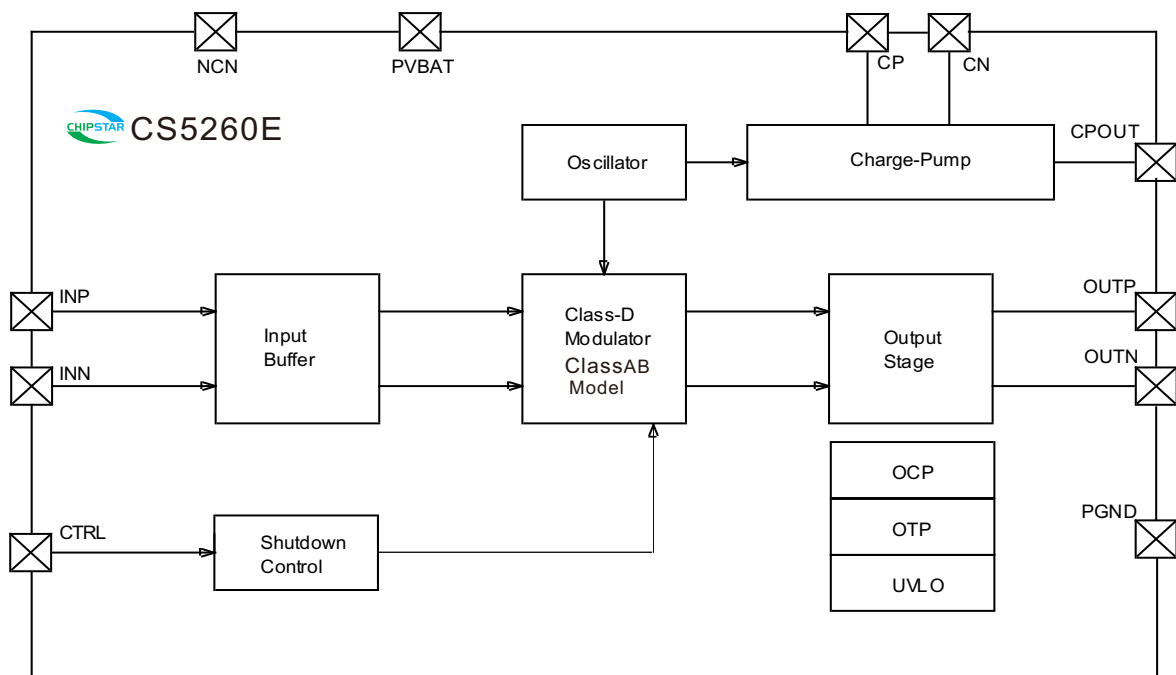 NCN
PVBAT
CP
CN
CHIPSTAR CS5260E
CPOUT
Oscillator
Charge-Pump
INP
INN
Input
Buffer
Class-D
Modulator
ClassAB
Model
Output
Stage
OUTP
OUTN
CTRL
Shutdown
Control
OCP
OTP
UVLO
PGND